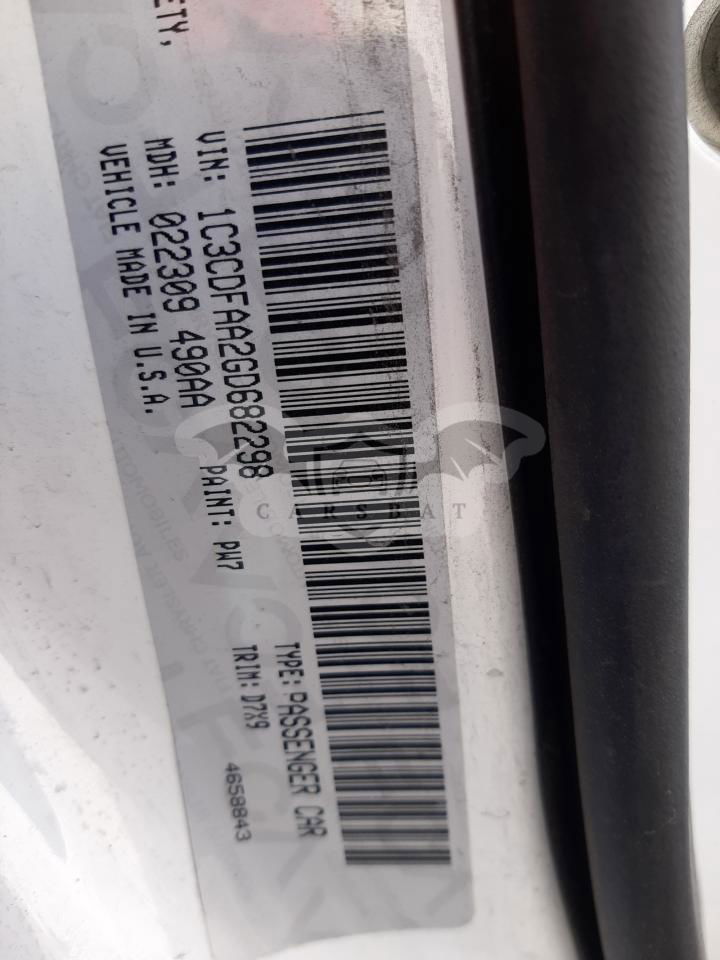 ETY,
VIN: 1C3CDFAA2GD682298
TYPE: PASSENGER CAR
MDH: 022309 490AA
PAINT: PW7
TRIM: D7X9
VEHICLE MADE IN U.S.A.
4658843
CARSBAT